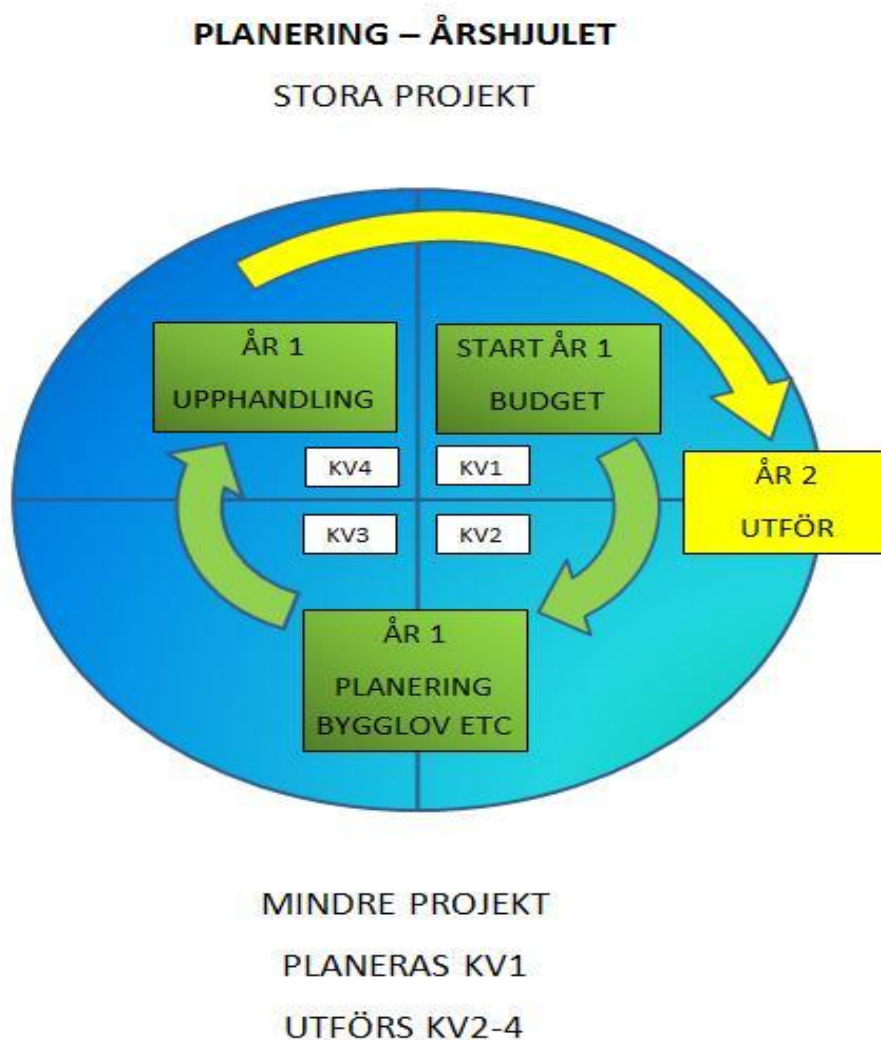 PLANERING – ÅRSHJULET
STORA PROJEKT
ÅR 1
UPPHANDLING
START ÅR 1
BUDGET
KV4
KV1
ÅR 2
UTFÖR
KV3
KV2
ÅR 1
PLANERING
BYGGLOV ETC
MINDRE PROJEKT
PLANERAS KV1
UTFÖRS KV2-4